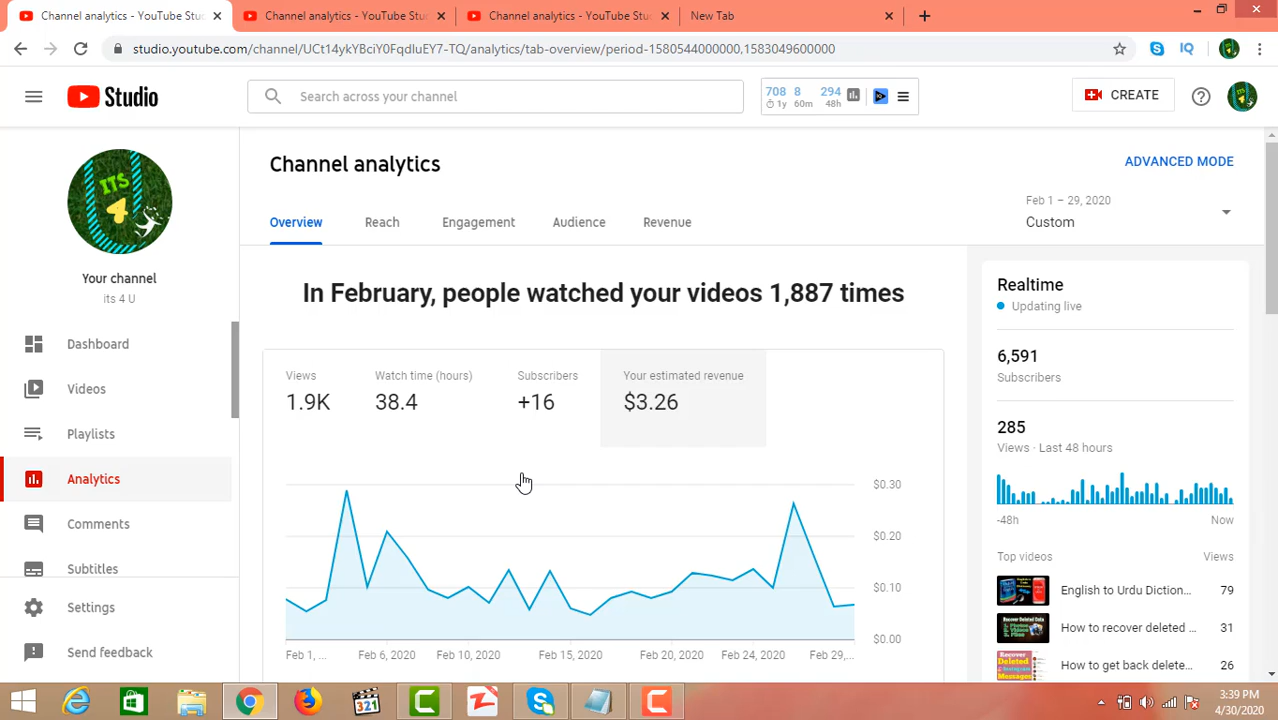 Channel analytics - YouTube Stu
Channel analytics - YouTube Stu
Channel analytics - YouTube Stu
New Tab
studio.youtube.com/channel/UCt14ykYBciY0FqdluEY7-TQ/analytics/tab-overview/period-1580544000000,1583049600000
IQ
Studio
Search across your channel
708 8 294
1y 60m 48h
CREATE
ITS
4
Your channel
its 4 U
Dashboard
Videos
Playlists
Analytics
Comments
Subtitles
Settings
Send feedback
Channel analytics
ADVANCED MODE
Overview Reach Engagement Audience Revenue
Feb 1 – 29, 2020
Custom
In February, people watched your videos 1,887 times
Views Watch time (hours) Subscribers Your estimated revenue
1.9K 38.4 +16 $3.26
$0.30
$0.20
$0.10
$0.00
Feb 1,... Feb 6, 2020 Feb 10, 2020 Feb 15, 2020 Feb 20, 2020 Feb 24, 2020 Feb 29,...
Realtime
Updating live
6,591
Subscribers
285
Views · Last 48 hours
-48h Now
Top videos Views
English to Urdu Diction... 79
How to recover deleted ... 31
How to get back delete... 26
Recover
Deleted
Messages
321
3:39 PM
4/30/2020